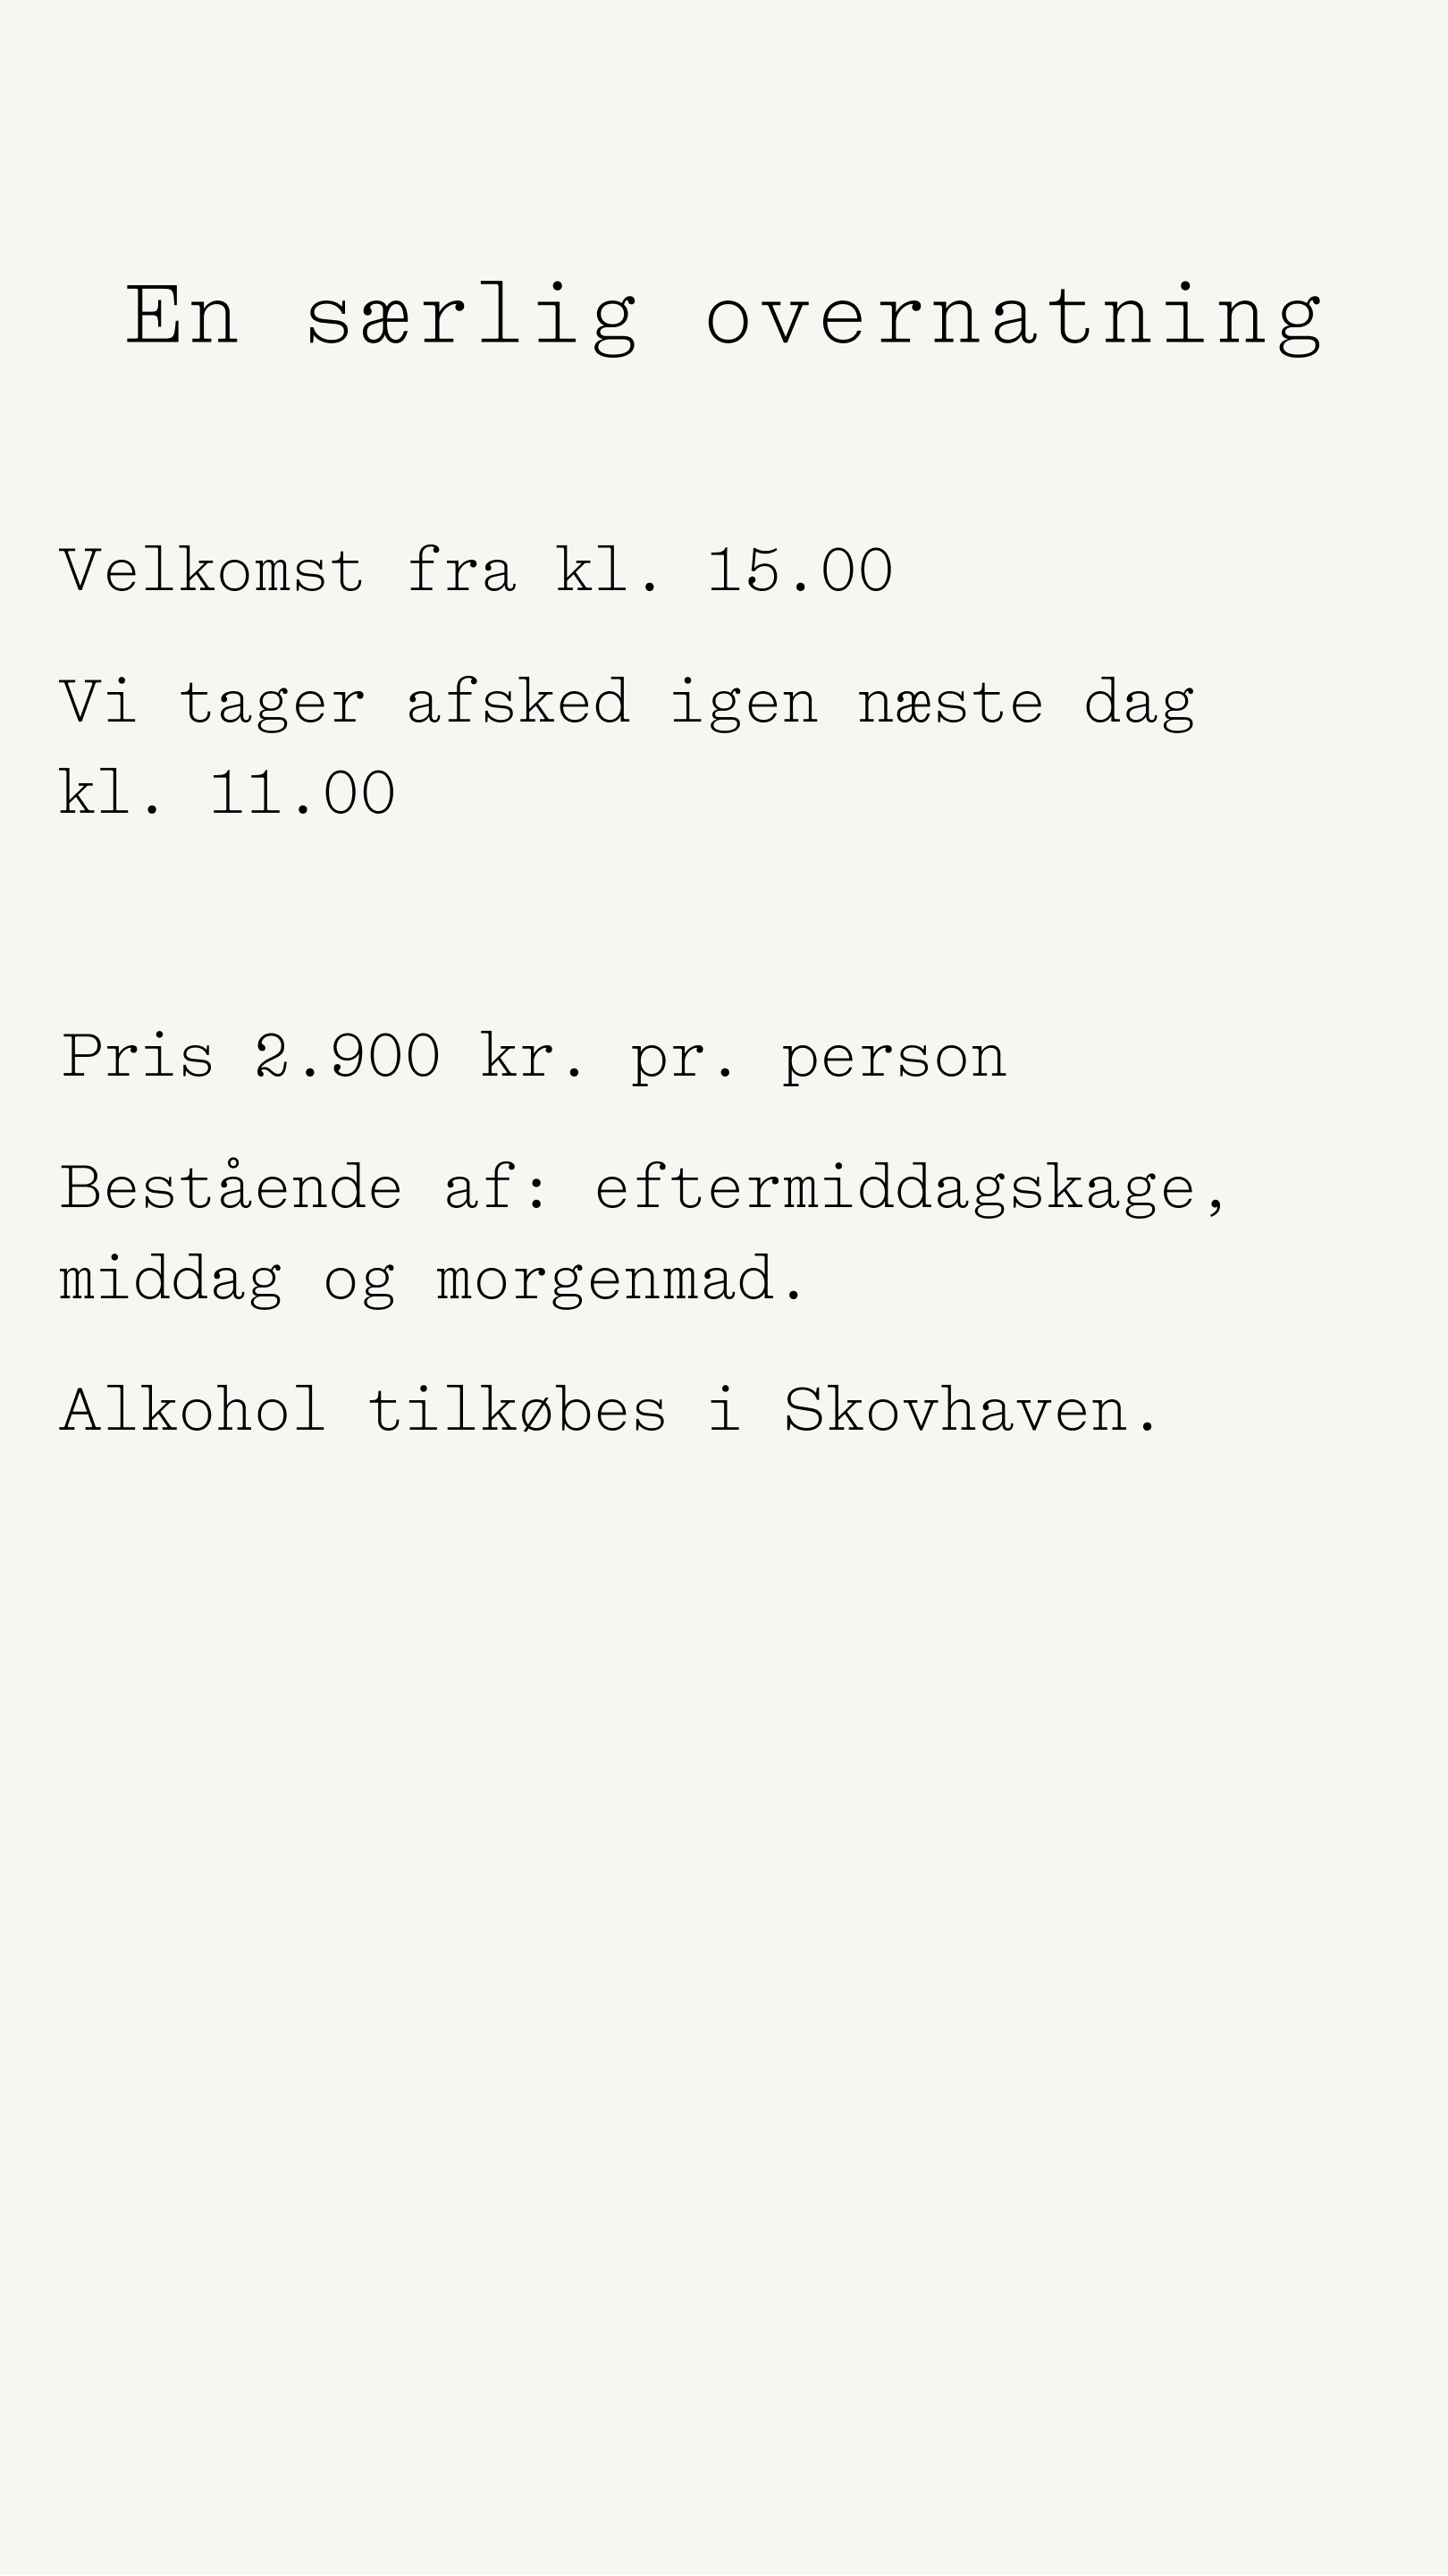 En særlig overnatning
Velkomst fra kl. 15.00
Vi tager afsked igen næste dag
kl. 11.00
Pris 2.900 kr. pr. person
Bestående af: eftermiddagskage,
middag og morgenmad.
Alkohol tilkøbes i Skovhaven.